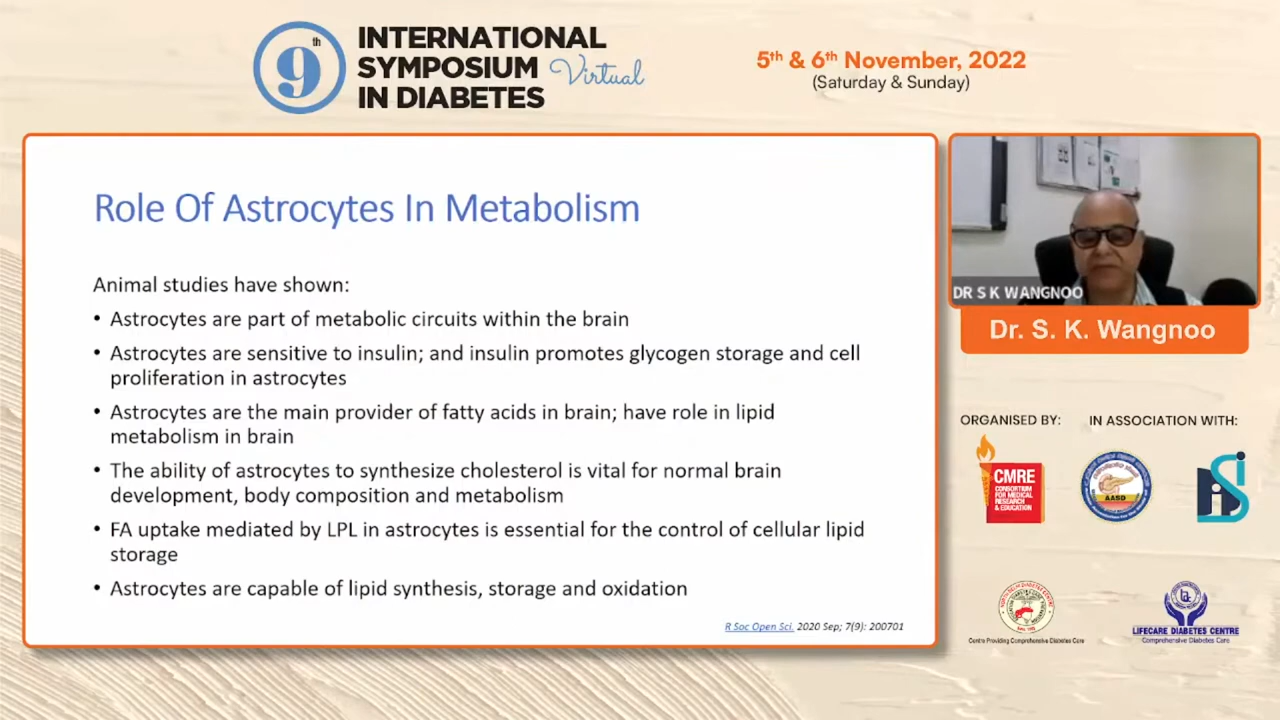 9th
INTERNATIONAL
SYMPOSIUM Virtual
IN DIABETES
5th & 6th November, 2022
(Saturday & Sunday)
Role Of Astrocytes In Metabolism
Animal studies have shown:
• Astrocytes are part of metabolic circuits within the brain
• Astrocytes are sensitive to insulin; and insulin promotes glycogen storage and cell
proliferation in astrocytes
• Astrocytes are the main provider of fatty acids in brain; have role in lipid
metabolism in brain
• The ability of astrocytes to synthesize cholesterol is vital for normal brain
development, body composition and metabolism
• FA uptake mediated by LPL in astrocytes is essential for the control of cellular lipid
storage
• Astrocytes are capable of lipid synthesis, storage and oxidation
R Soc Open Sci. 2020 Sep; 7(9): 200701
DR S K WANGNOO
Dr. S. K. Wangnoo
ORGANISED BY:
IN ASSOCIATION WITH:
CMRE
CONSORTIUM
FOR MEDICAL
RESEARCH
& EDUCATION
AASD
Centre Providing Comprehensive Diabetes Care
LIFECARE DIABETES CENTRE
Comprehensive Diabetes Care